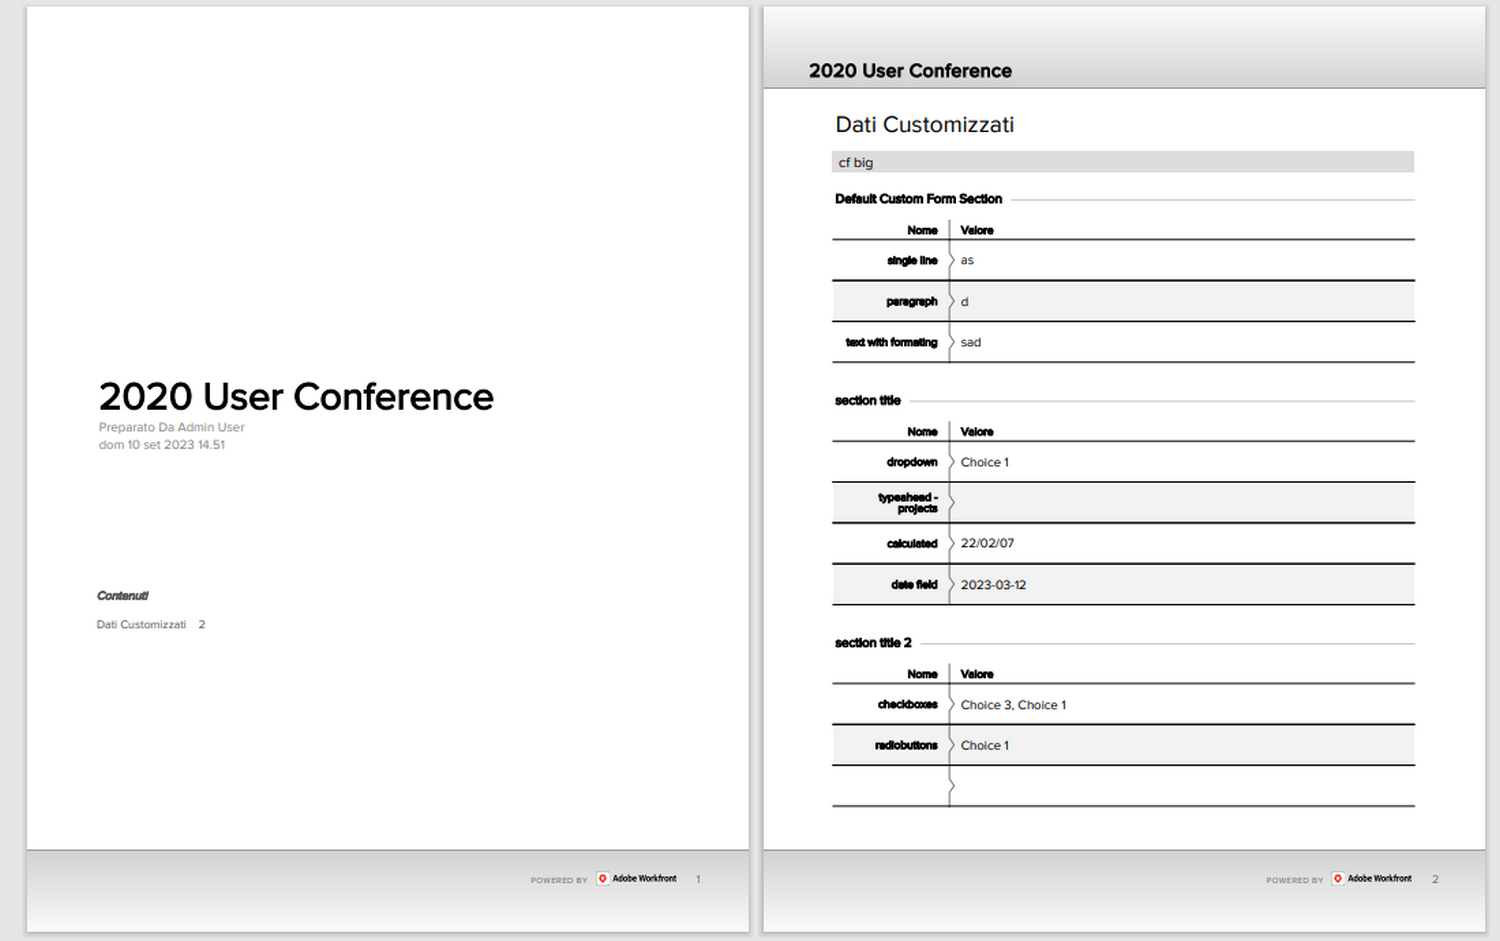 2020 User Conference
Preparato Da Admin User
dom 10 set 2023 14.51
Contenuti
Dati Customizzati 2
POWERED BY Adobe Workfront 1
2020 User Conference
Dati Customizzati
cf big
Default Custom Form Section
Nome Valore
single line as
paragraph d
text with formating sad
section title
Nome Valore
dropdown Choice 1
typeahead -
projects
calculated 22/02/07
date field 2023-03-12
section title 2
Nome Valore
checkboxes Choice 3, Choice 1
radiobuttons Choice 1
POWERED BY Adobe Workfront 2